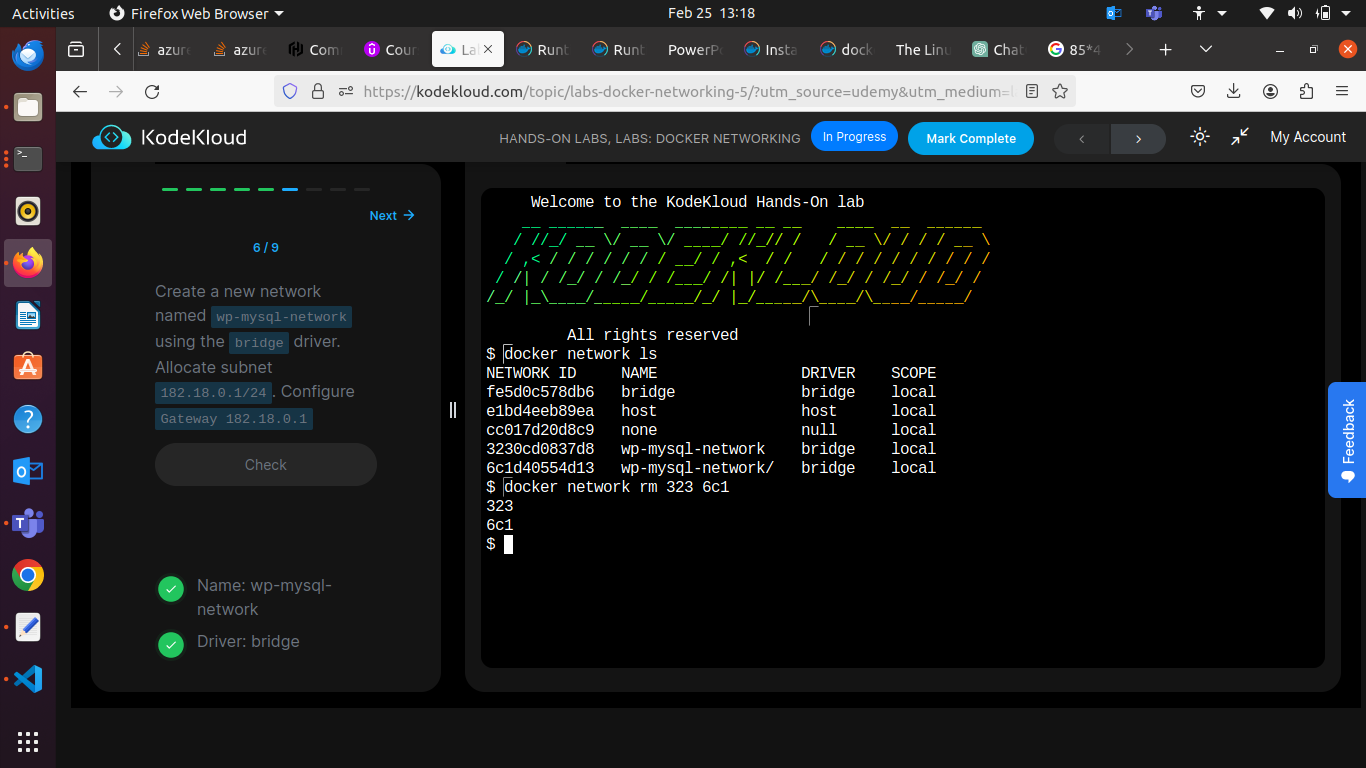 Activities
Firefox Web Browser
Feb 25 13:18
azure
azure
Com
Cour
La
Runt
Runt
PowerPo
Insta
dock
The Linu
Chat
85*4
https://kodekloud.com/topic/labs-docker-networking-5/?utm_source=udemy&utm_medium=l
KodeKloud
HANDS-ON LABS, LABS: DOCKER NETWORKING
In Progress
Mark Complete
My Account
Next →
6 / 9
Create a new network
named wp-mysql-network
using the bridge driver.
Allocate subnet
182.18.0.1/24 . Configure
Gateway 182.18.0.1
Check
Name: wp-mysql-
network
Driver: bridge
Welcome to the KodeKloud Hands-On lab
KODEKLOUD
All rights reserved
$ docker network ls
NETWORK ID NAME DRIVER SCOPE
fe5d0c578db6 bridge bridge local
e1bd4eeb89ea host host local
cc017d20d8c9 none null local
3230cd0837d8 wp-mysql-network bridge local
6c1d40554d13 wp-mysql-network/ bridge local
$ docker network rm 323 6c1
323
6c1
$
Feedback